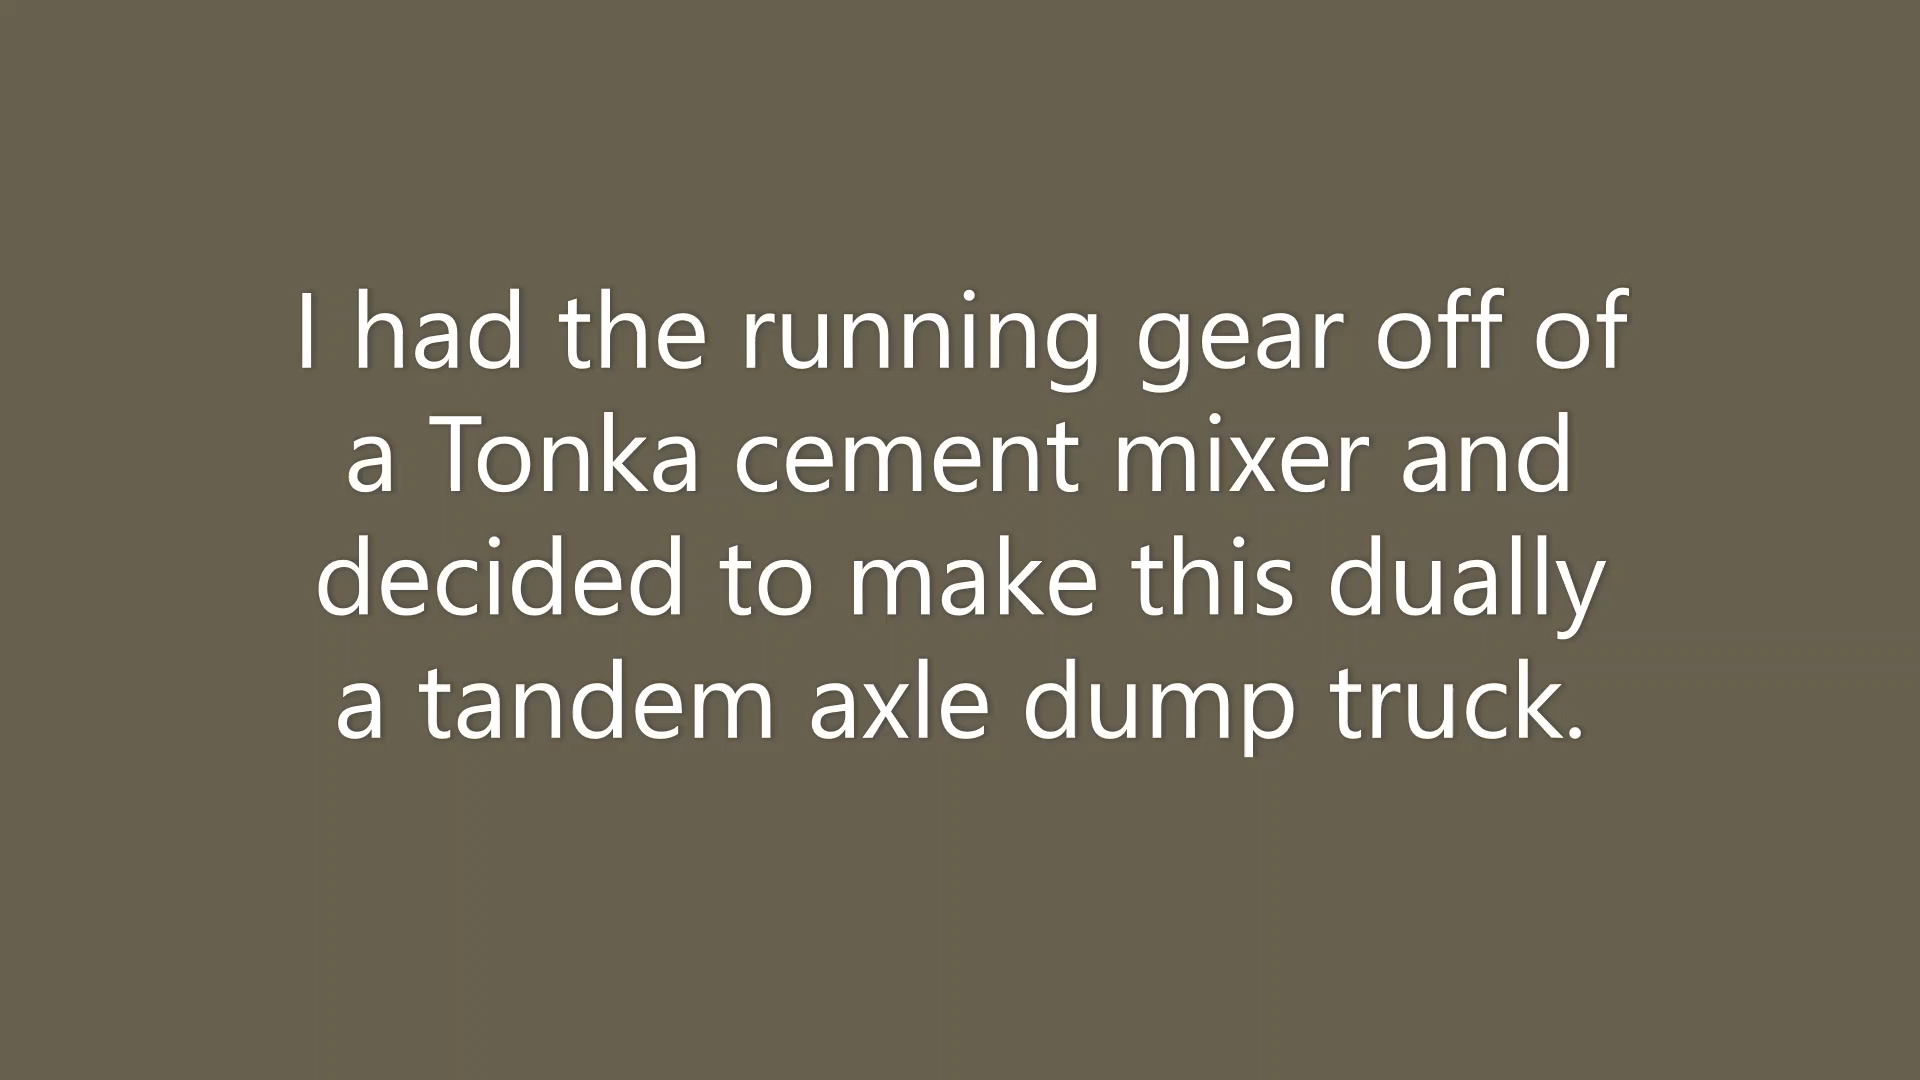 I had the running gear off of
a Tonka cement mixer and
decided to make this dually
a tandem axle dump truck.